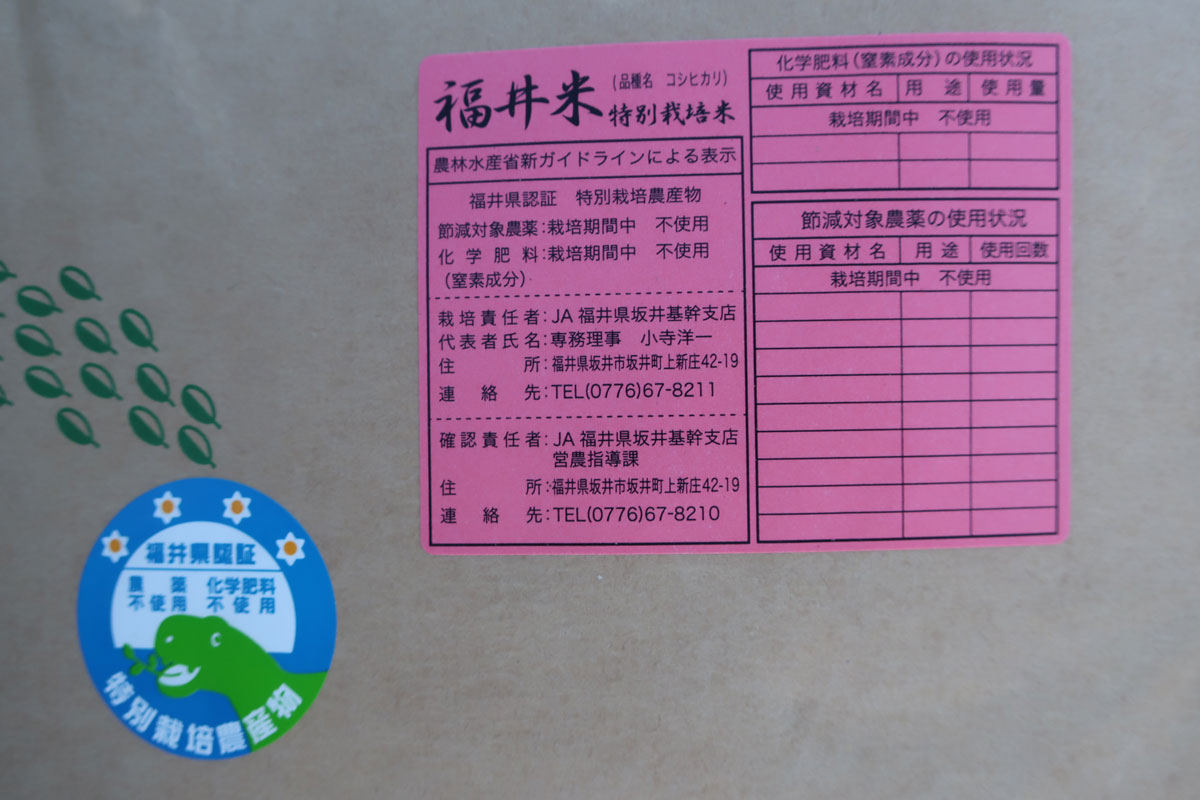 福井米
(品種名 コシヒカリ)
特別栽培米
農林水産省新ガイドラインによる表示
福井県認証 特別栽培農産物
節減対象農薬:栽培期間中 不使用
化学肥料:栽培期間中 不使用
(窒素成分)
栽培責任者:JA福井県坂井基幹支店
代表者氏名:専務理事 小寺洋一
住所:福井県坂井市坂井町上新庄42-19
連絡先:TEL(0776)67-8211
確認責任者:JA福井県坂井基幹支店
営農指導課
住所:福井県坂井市坂井町上新庄42-19
連絡先:TEL(0776)67-8210
化学肥料(窒素成分)の使用状況
使用資材名 用途 使用量
栽培期間中 不使用
節減対象農薬の使用状況
使用資材名 用途 使用回数
栽培期間中 不使用
福井県認証
農薬 化学肥料
不使用 不使用
特別栽培農産物